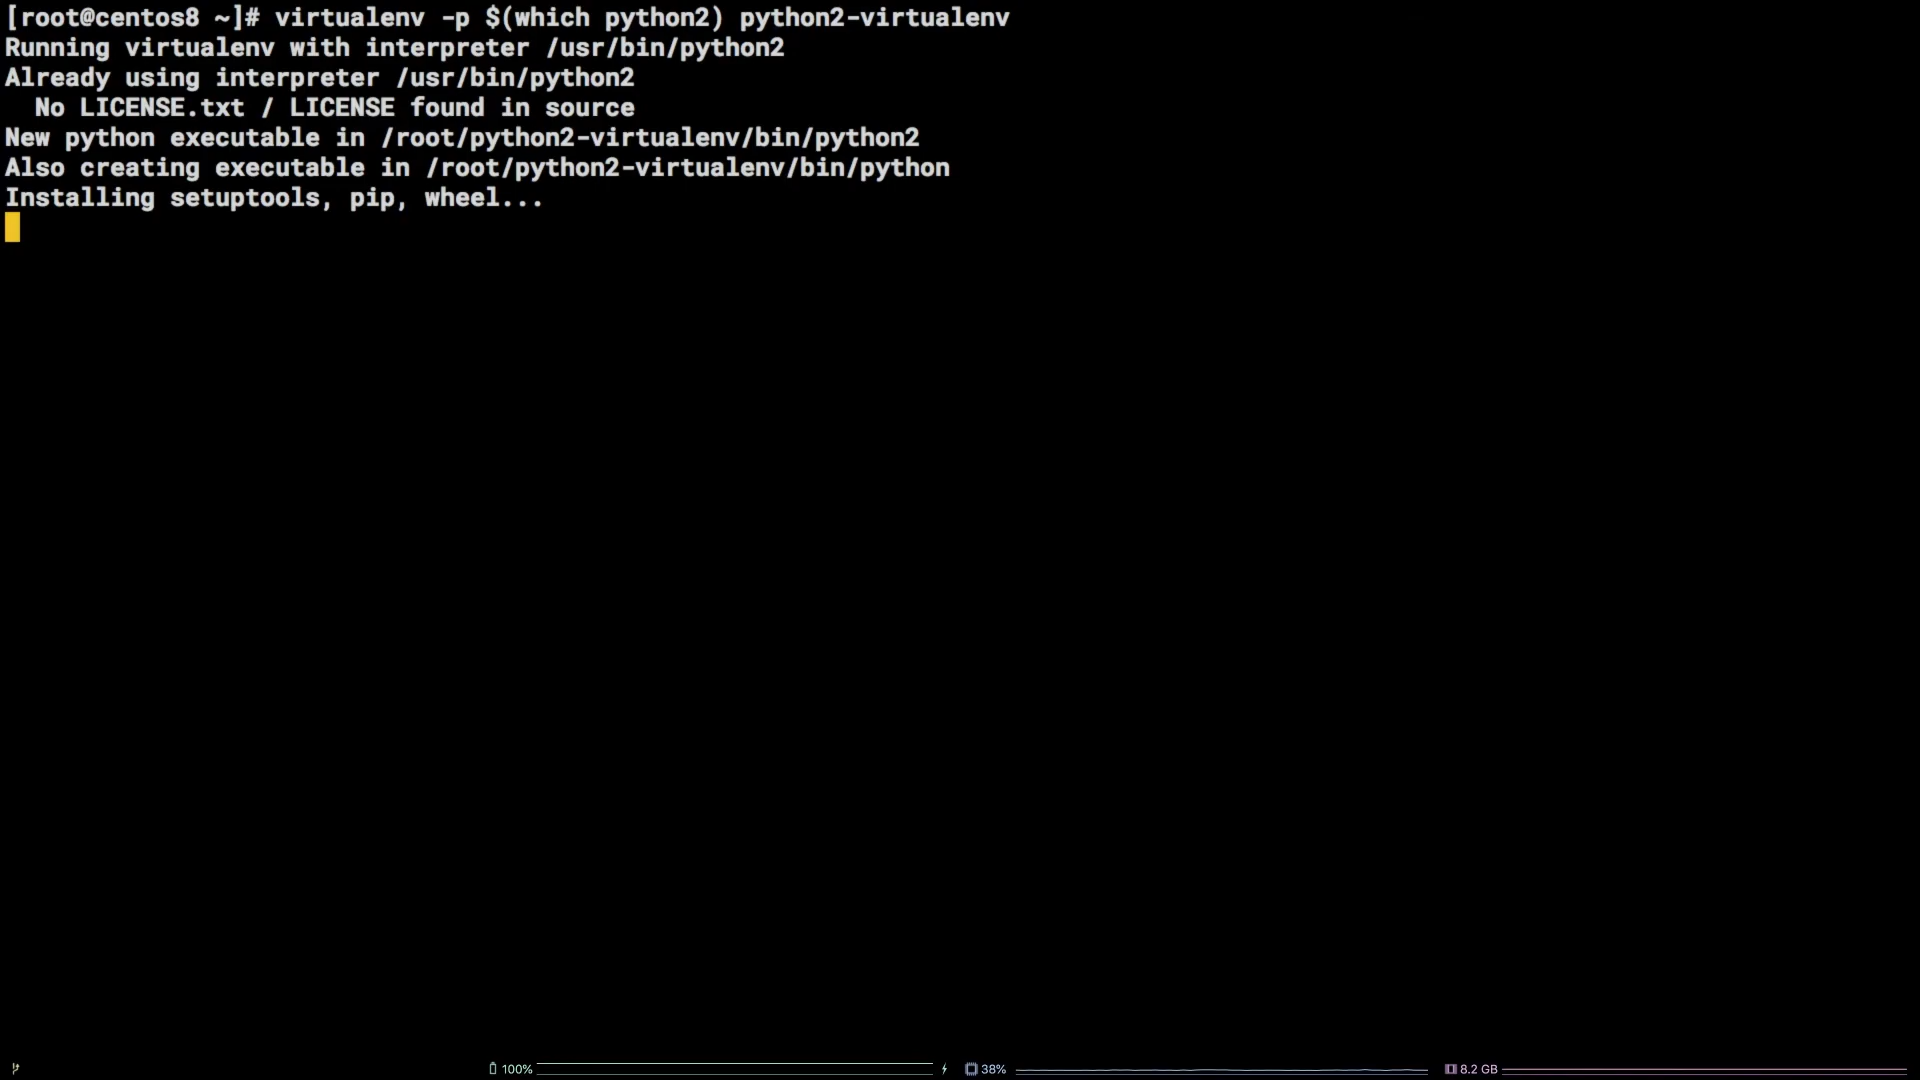 [root@centos8 ~]# virtualenv -p $(which python2) python2-virtualenv
Running virtualenv with interpreter /usr/bin/python2
Already using interpreter /usr/bin/python2
  No LICENSE.txt / LICENSE found in source
New python executable in /root/python2-virtualenv/bin/python2
Also creating executable in /root/python2-virtualenv/bin/python
Installing setuptools, pip, wheel...
100% 38% 8.2 GB